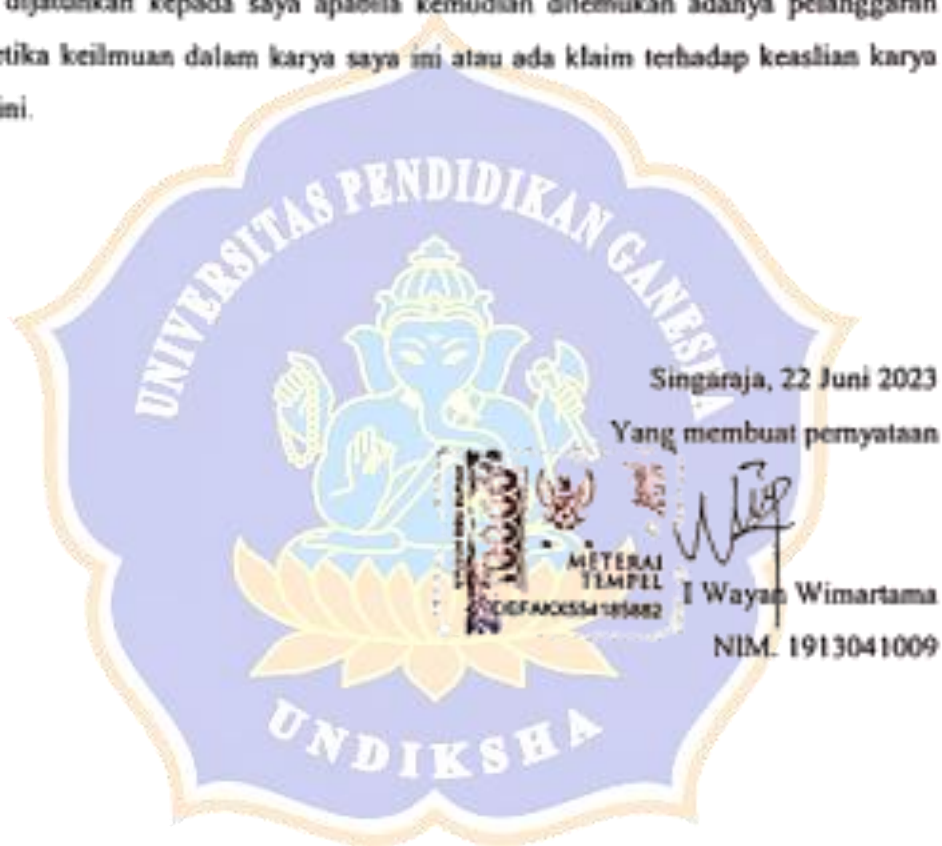 dijatuhkan kepada saya apabila kemudian ditemukan adanya pelanggaran
etika keilmuan dalam karya saya ini atau ada klaim terhadap keaslian karya
ini.
UNIVERSITAS PENDIDIKAN GANESHA
Singaraja, 22 Juni 2023
Yang membuat pernyataan
METERAI
TEMPEL
I Wayan Wimartama
NIM. 1913041009
UNDIKSHA